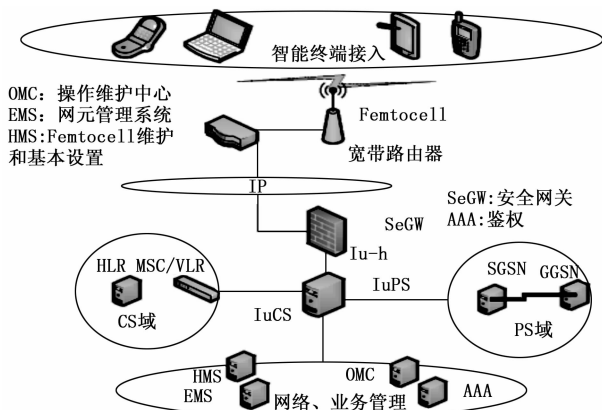 智能终端接入
OMC: 操作维护中心
EMS: 网元管理系统
HMS:Femtocell维护
和基本设置
Femtocell
宽带路由器
IP
SeGW:安全网关
AAA:鉴权
SeGW
Iu-h
HLR MSC/VLR
CS域
IuCS
IuPS
SGSN GGSN
PS域
HMS
EMS
OMC
AAA
网络、业务管理